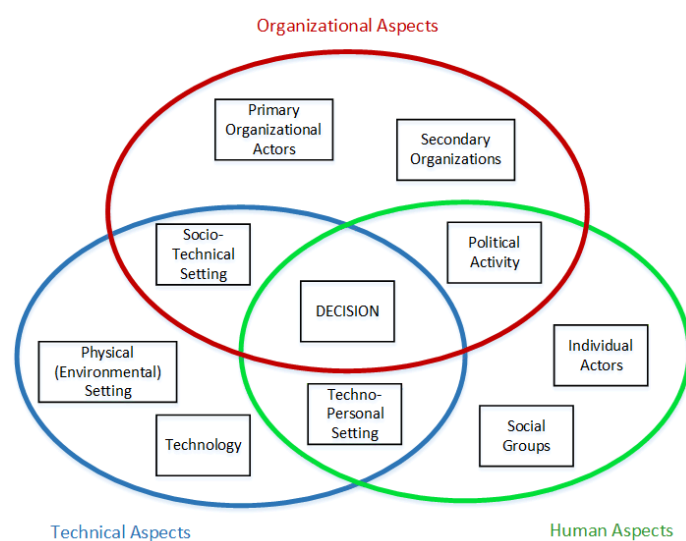 Organizational Aspects
Primary
Organizational
Actors
Secondary
Organizations
Socio-
Technical
Setting
Political
Activity
DECISION
Physical
(Environmental)
Setting
Individual
Actors
Techno-
Personal
Setting
Technology
Social
Groups
Technical Aspects
Human Aspects